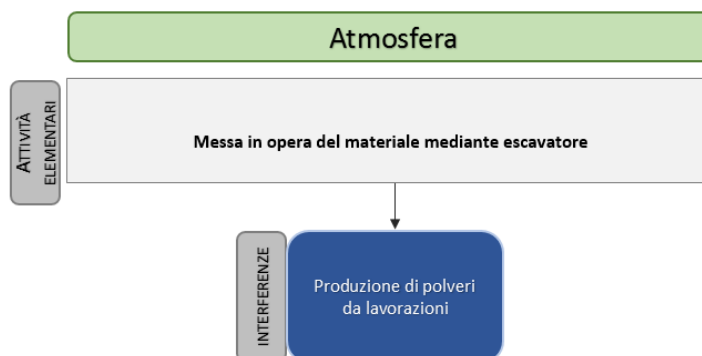 Atmosfera
ATTIVITÀ
ELEMENTARI
Messa in opera del materiale mediante escavatore
INTERFERENZE
Produzione di polveri
da lavorazioni